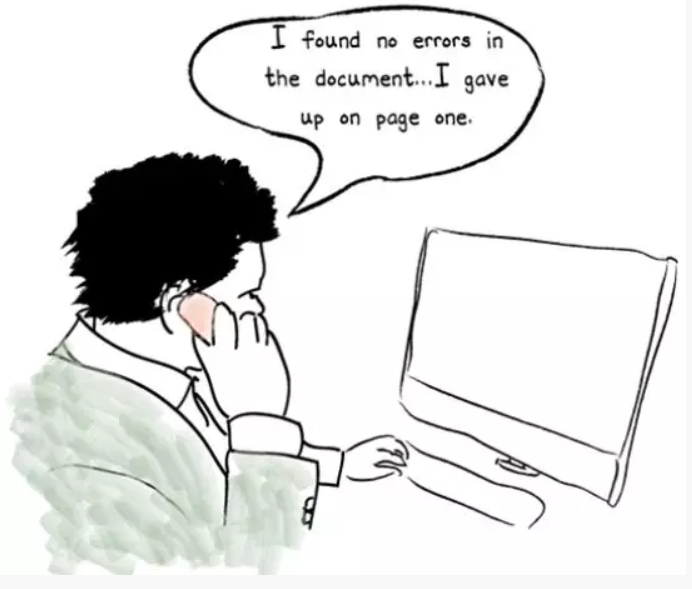 I found no errors in
the document...I gave
up on page one.